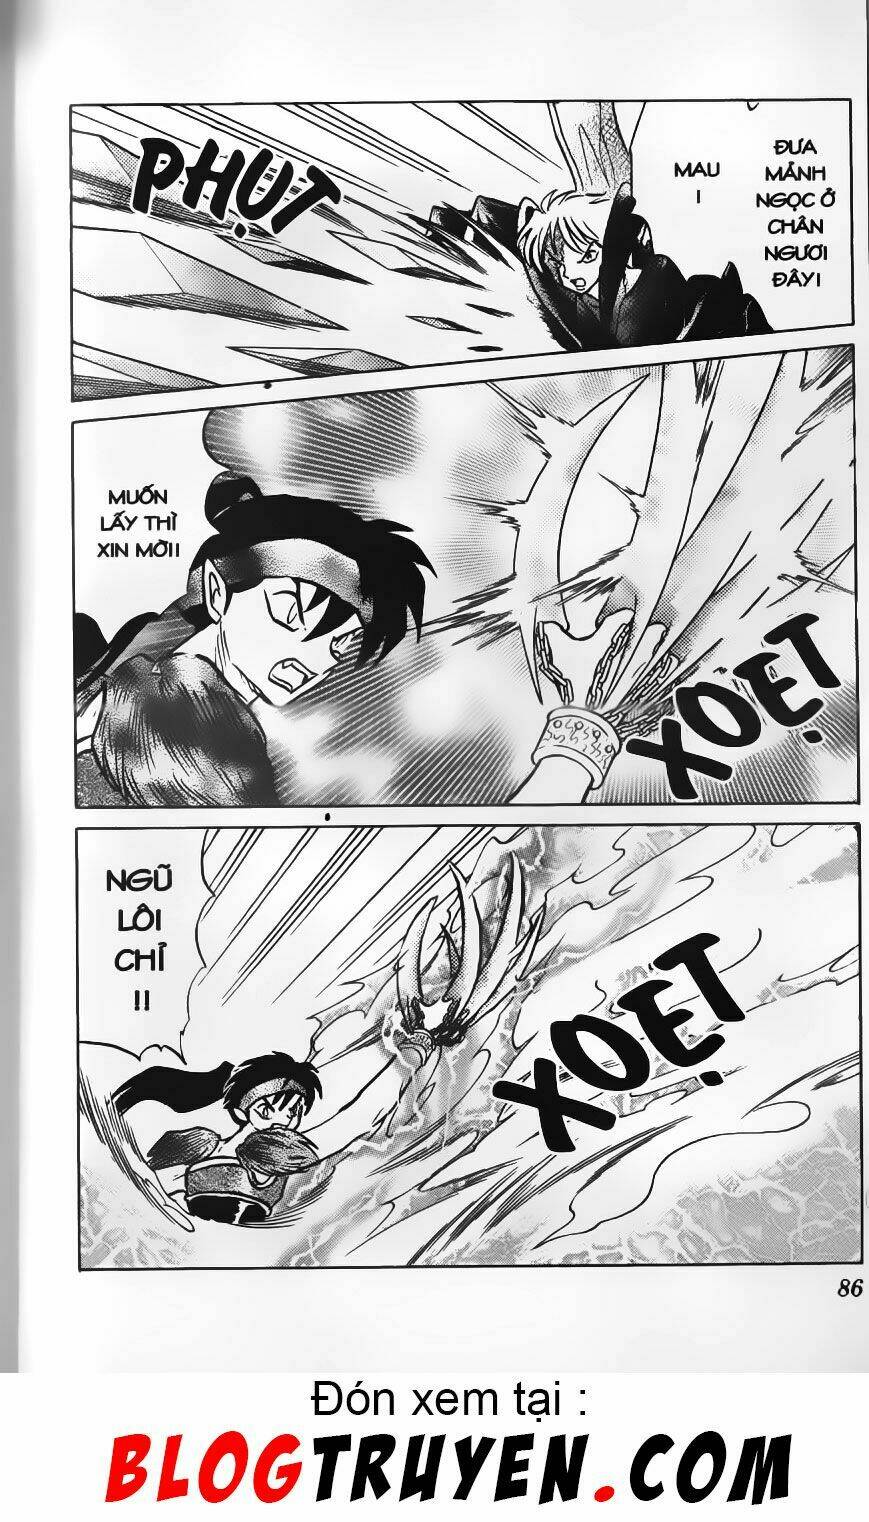 ĐƯA
MẢNH
NGỌC Ở
CHÂN
NGƯƠI
ĐÂY!
MAU
!
PHỤT
MUỐN
LẤY THÌ
XIN MỜI!
XOẸT
NGŨ
LÔI
CHỈ
!!
XOẸT
86
Đón xem tại :
BLOGTRUYEN.COM